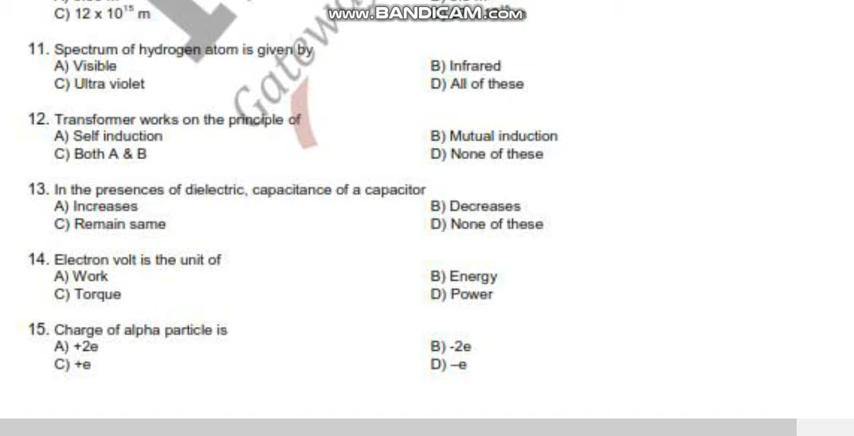 C) 12 x 10¹⁵ m
www.BANDICAM.com
11. Spectrum of hydrogen atom is given by
A) Visible B) Infrared
C) Ultra violet D) All of these
Gateway
12. Transformer works on the principle of
A) Self induction B) Mutual induction
C) Both A & B D) None of these
13. In the presences of dielectric, capacitance of a capacitor
A) Increases B) Decreases
C) Remain same D) None of these
14. Electron volt is the unit of
A) Work B) Energy
C) Torque D) Power
15. Charge of alpha particle is
A) +2e B) -2e
C) +e D) –e